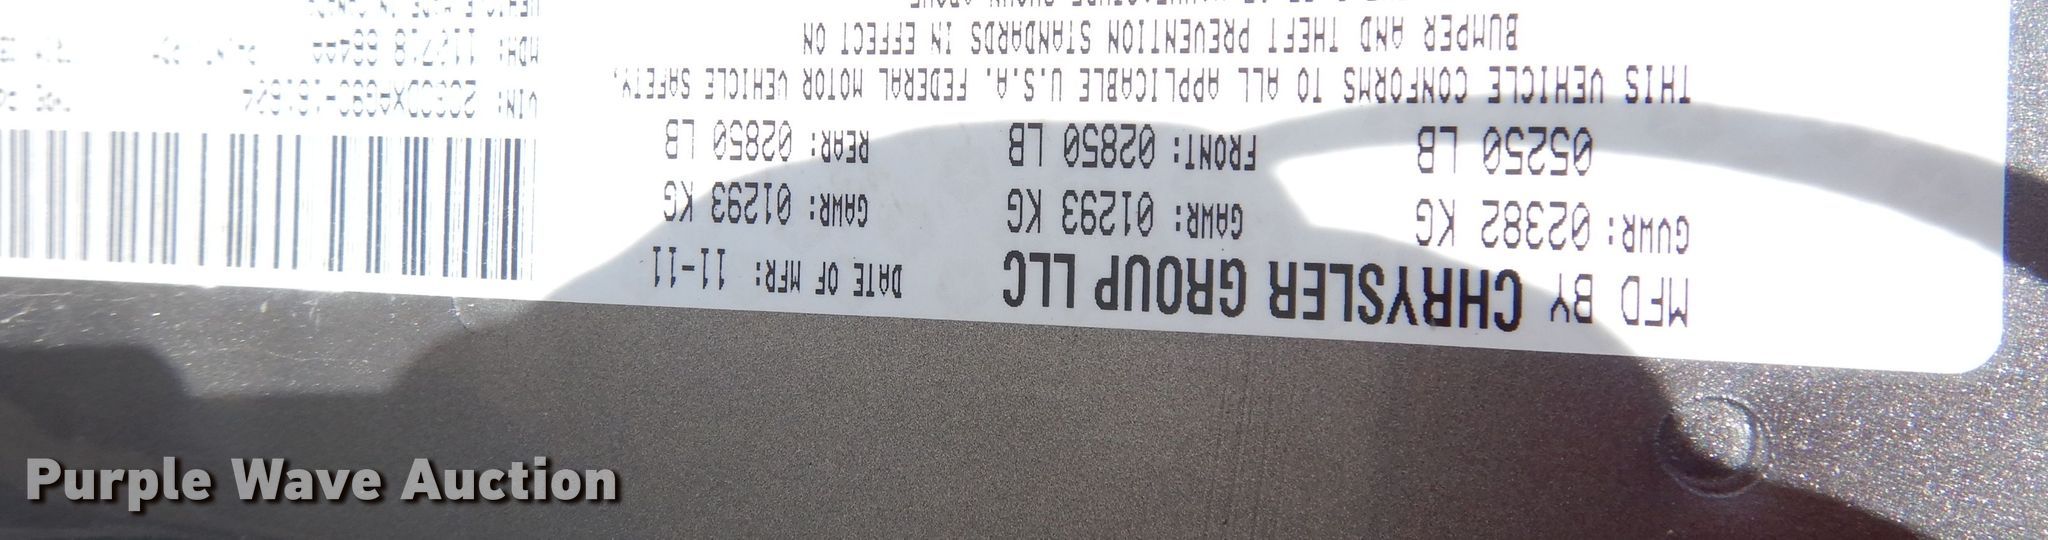 MFD BY CHRYSLER GROUP LLC
DATE OF MFR: 11-11
GVWR: 02382 KG
GAWR: 01293 KG
GAWR: 01293 KG
05250 LB
FRONT: 02850 LB
REAR: 02850 LB
THIS VEHICLE CONFORMS TO ALL APPLICABLE U.S.A. FEDERAL MOTOR VEHICLE SAFETY,
BUMPER AND THEFT PREVENTION STANDARDS IN EFFECT ON
VIN:
MDH:
Purple Wave Auction